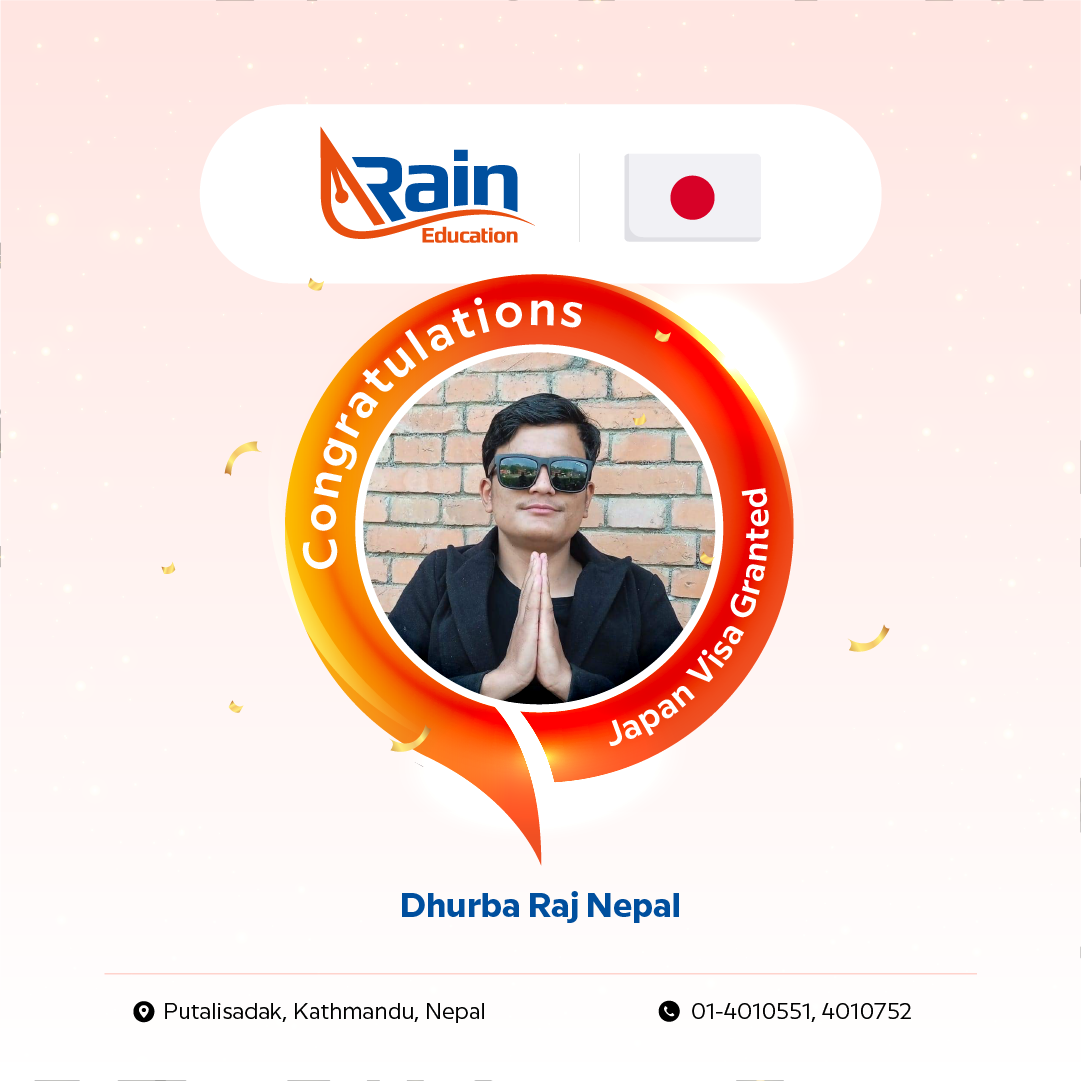 Rain
Education
Congratulations
Japan Visa Granted
Dhurba Raj Nepal
Putalisadak, Kathmandu, Nepal
01-4010551, 4010752